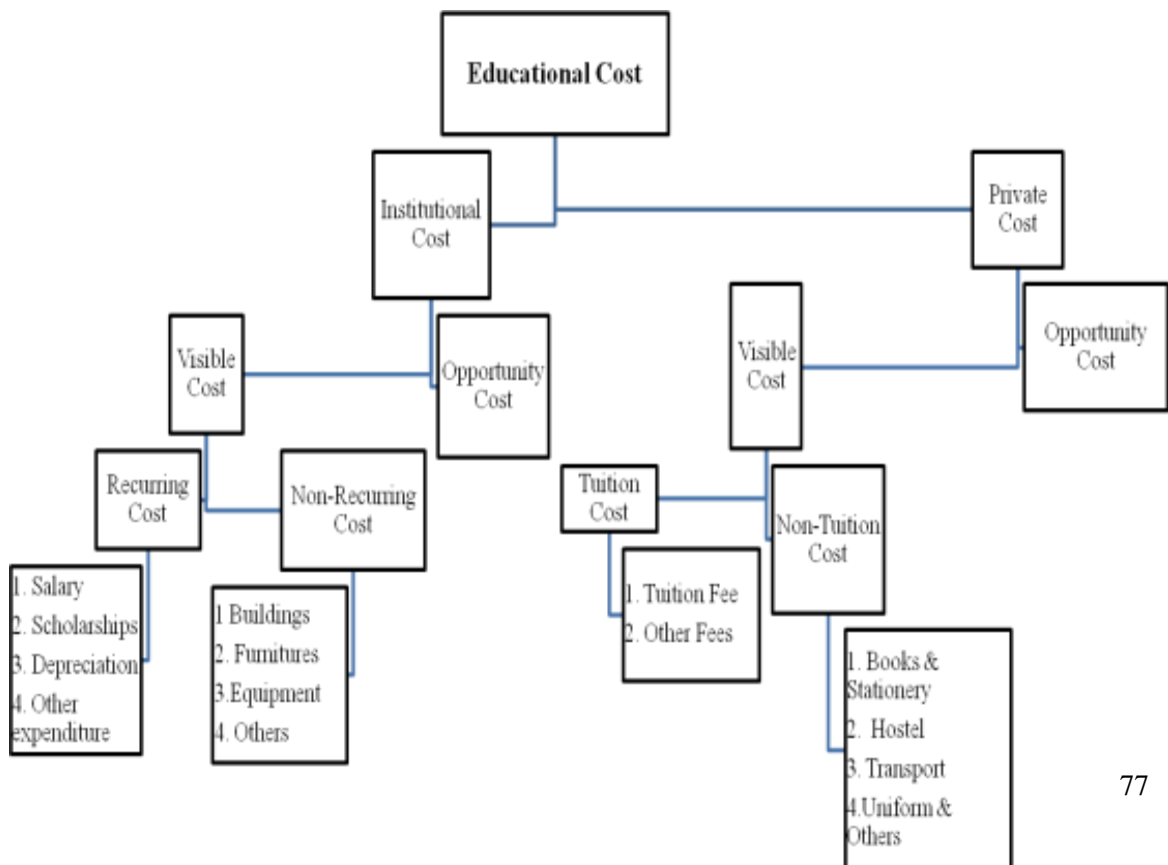 Educational Cost
Institutional
Cost
Private
Cost
Visible
Cost
Opportunity
Cost
Visible
Cost
Opportunity
Cost
Recurring
Cost
Non-Recurring
Cost
Tuition
Cost
Non-Tuition
Cost
1. Salary
2. Scholarships
3. Depreciation
4. Other
expenditure
1 Buildings
2. Furnitures
3.Equipment
4. Others
1. Tuition Fee
2. Other Fees
1. Books &
Stationery
2. Hostel
3. Transport
4.Uniform &
Others
77